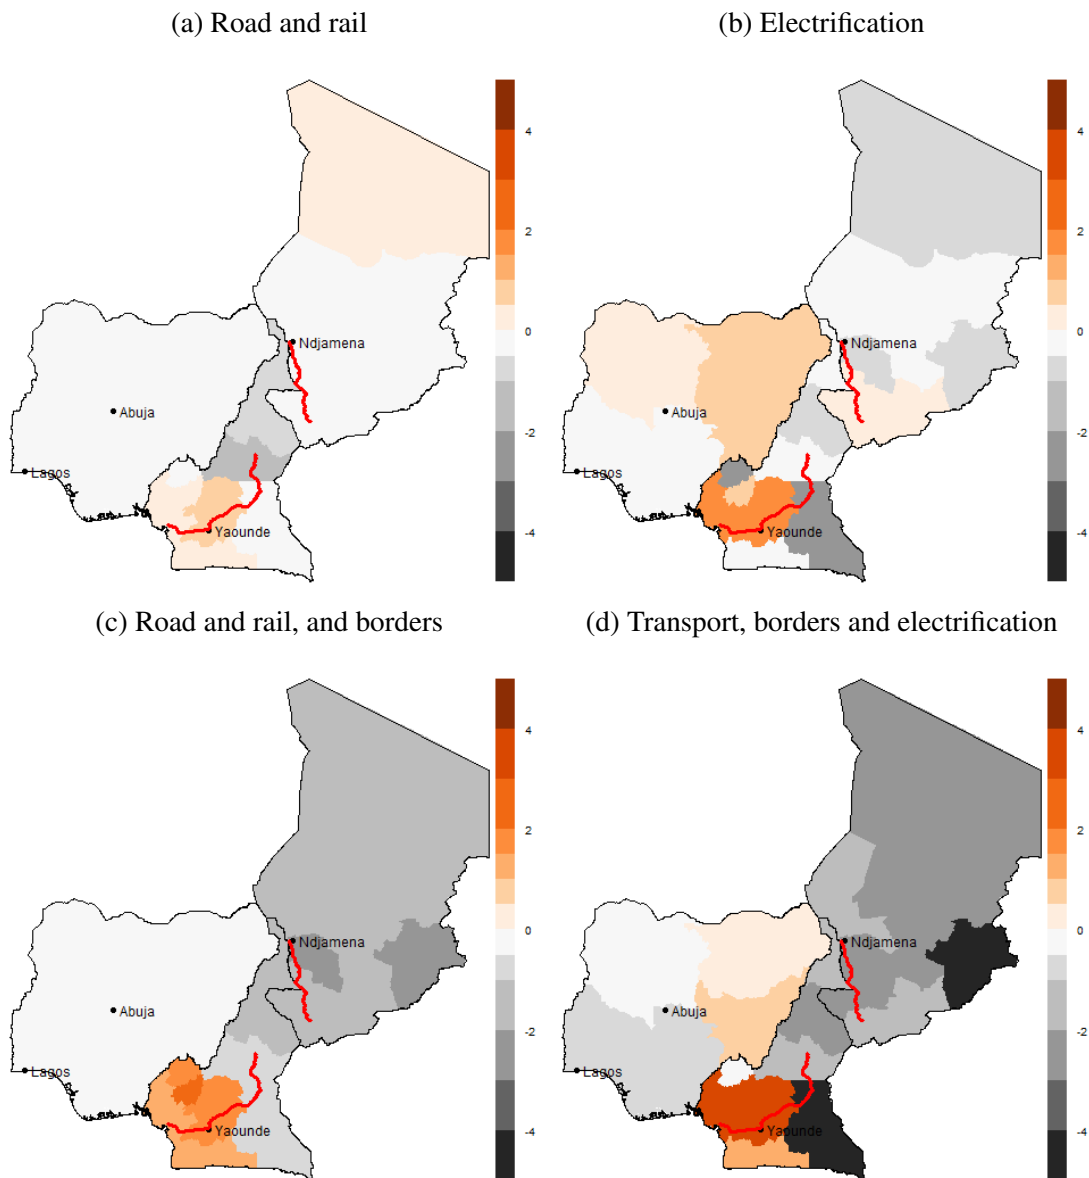 (a) Road and rail
(b) Electrification
4
2
0
-2
-4
Ndjamena
Abuja
Lagos
Yaounde
4
2
0
-2
-4
Ndjamena
Abuja
Lagos
Yaounde
(c) Road and rail, and borders
(d) Transport, borders and electrification
4
2
0
-2
-4
Ndjamena
Abuja
Lagos
Yaounde
4
2
0
-2
-4
Ndjamena
Abuja
Lagos
Yaounde